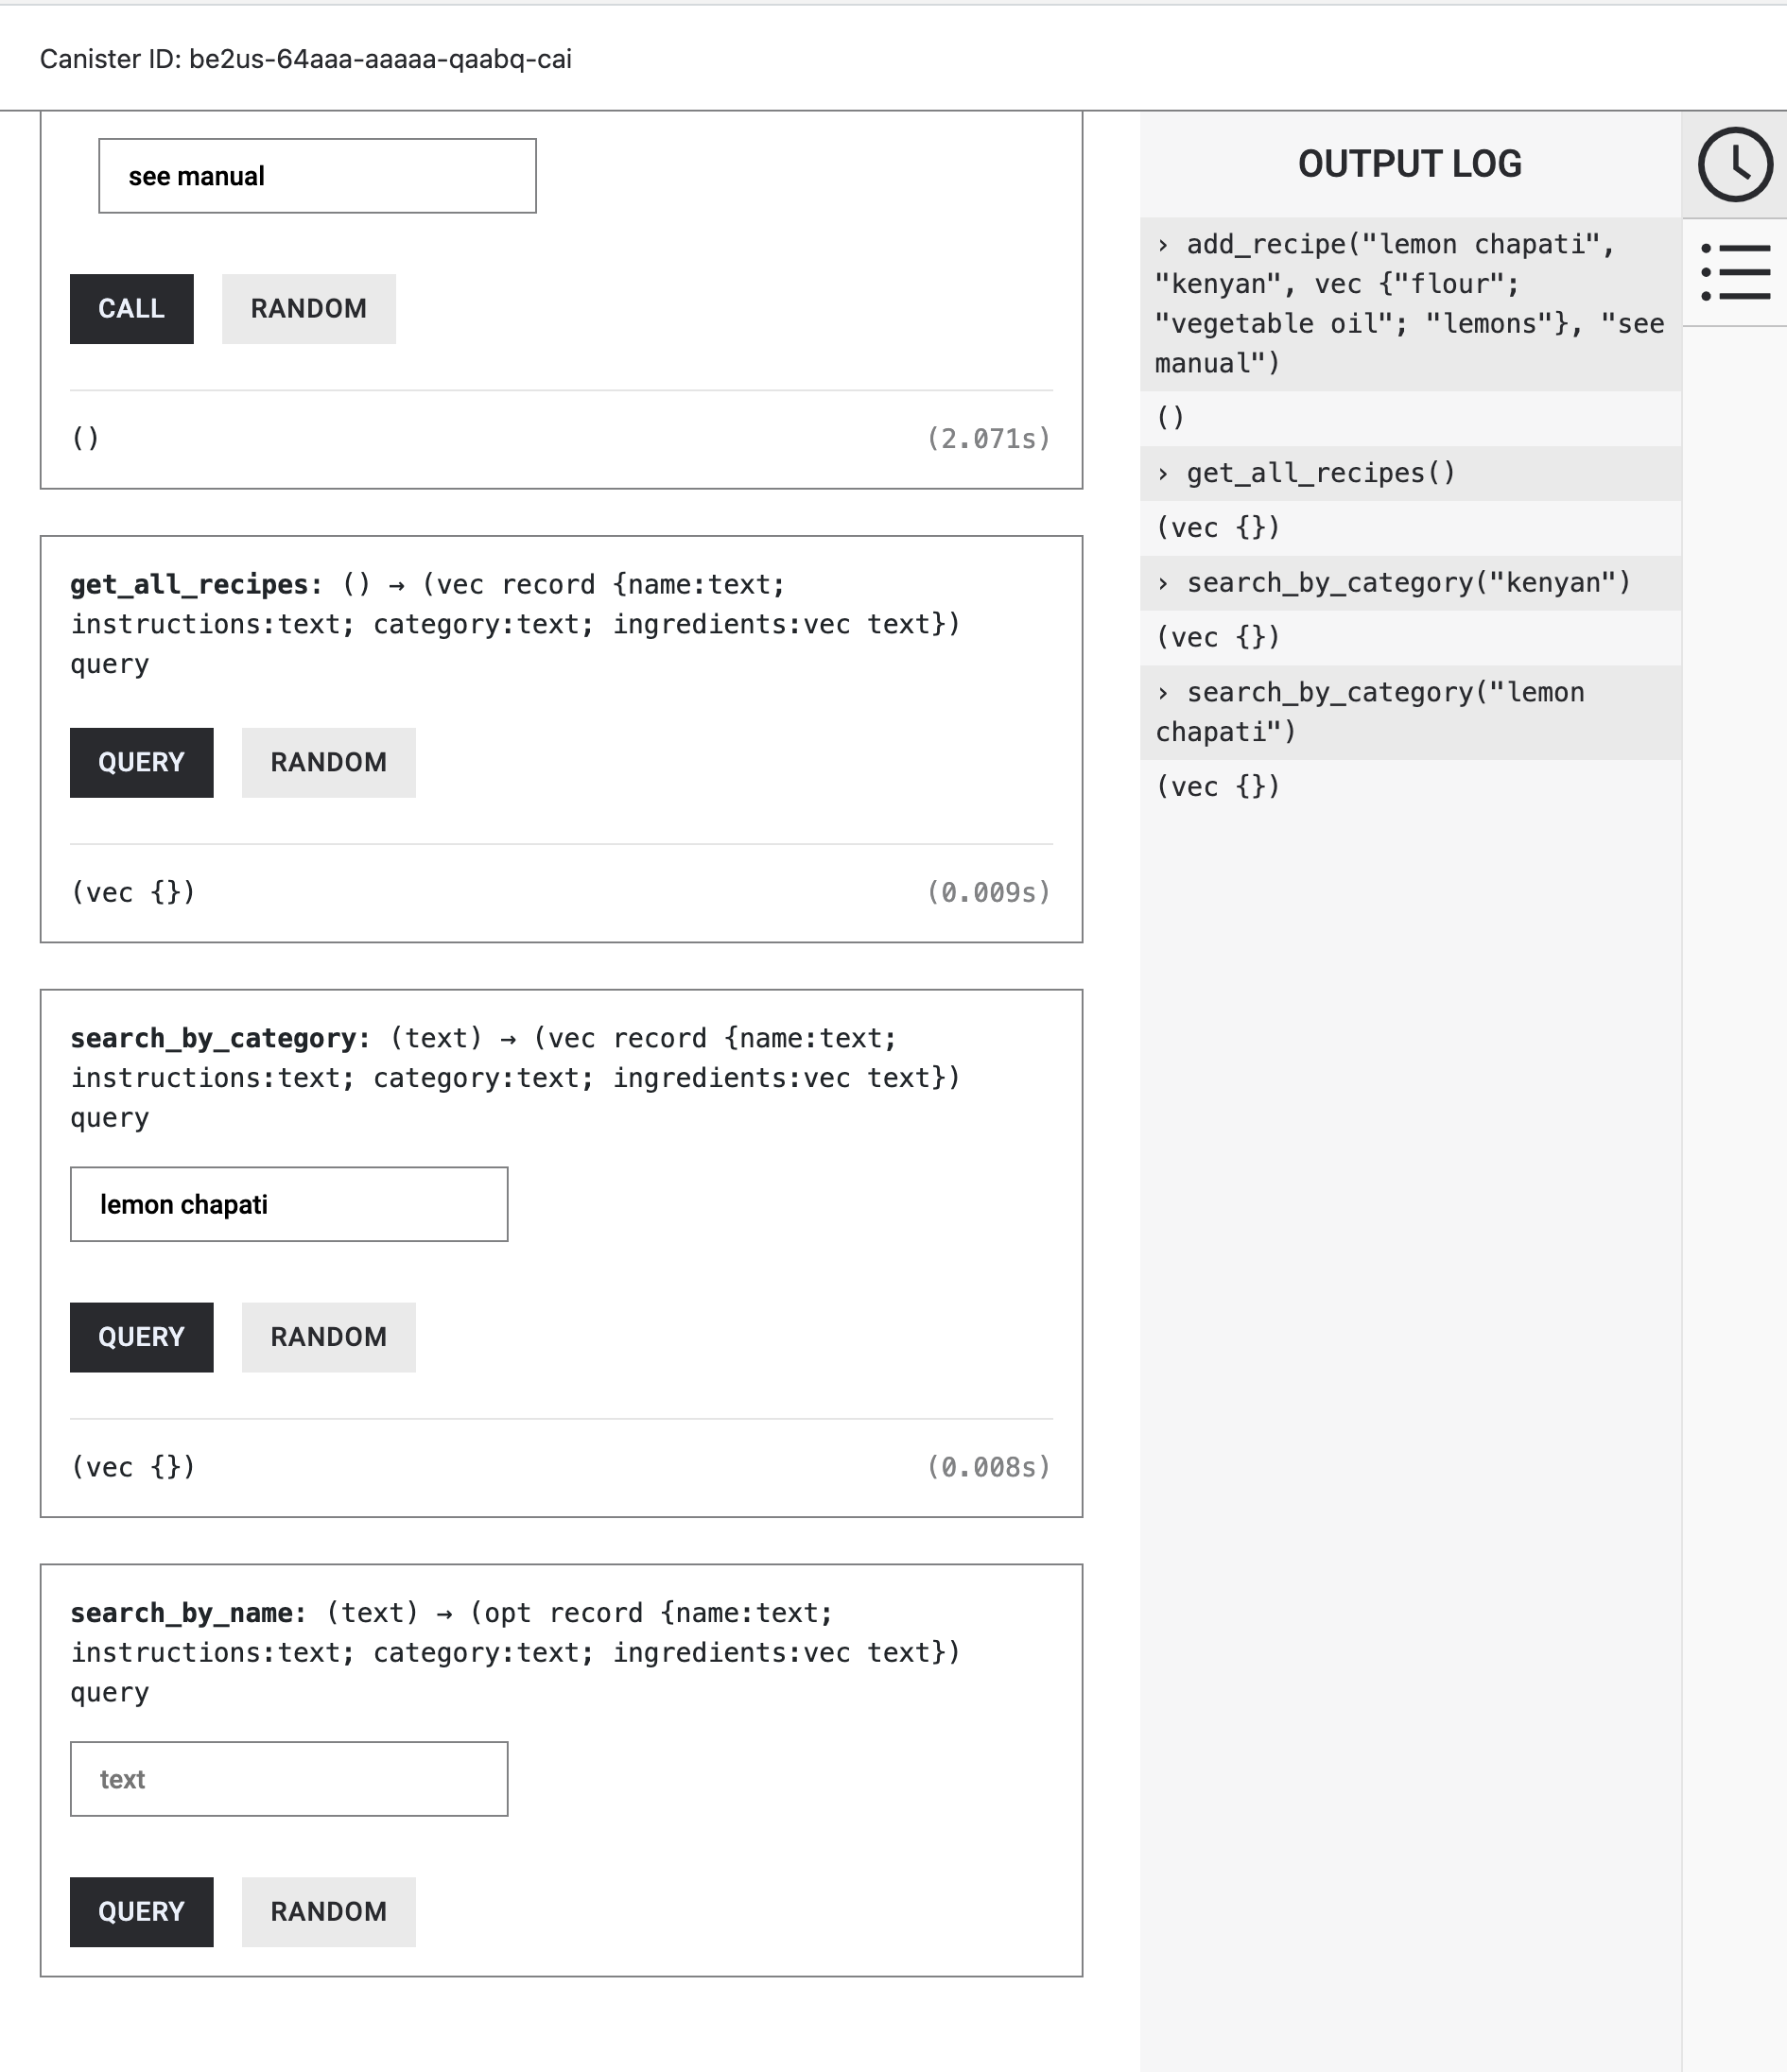 Canister ID: be2us-64aaa-aaaaa-qaabq-cai
see manual
CALL
RANDOM
()
(2.071s)
get_all_recipes: () → (vec record {name:text;
instructions:text; category:text; ingredients:vec text})
query
QUERY
RANDOM
(vec {})
(0.009s)
search_by_category: (text) → (vec record {name:text;
instructions:text; category:text; ingredients:vec text})
query
lemon chapati
QUERY
RANDOM
(vec {})
(0.008s)
search_by_name: (text) → (opt record {name:text;
instructions:text; category:text; ingredients:vec text})
query
text
QUERY
RANDOM
OUTPUT LOG
› add_recipe("lemon chapati",
"kenyan", vec {"flour";
"vegetable oil"; "lemons"}, "see
manual")
()
› get_all_recipes()
(vec {})
› search_by_category("kenyan")
(vec {})
› search_by_category("lemon
chapati")
(vec {})